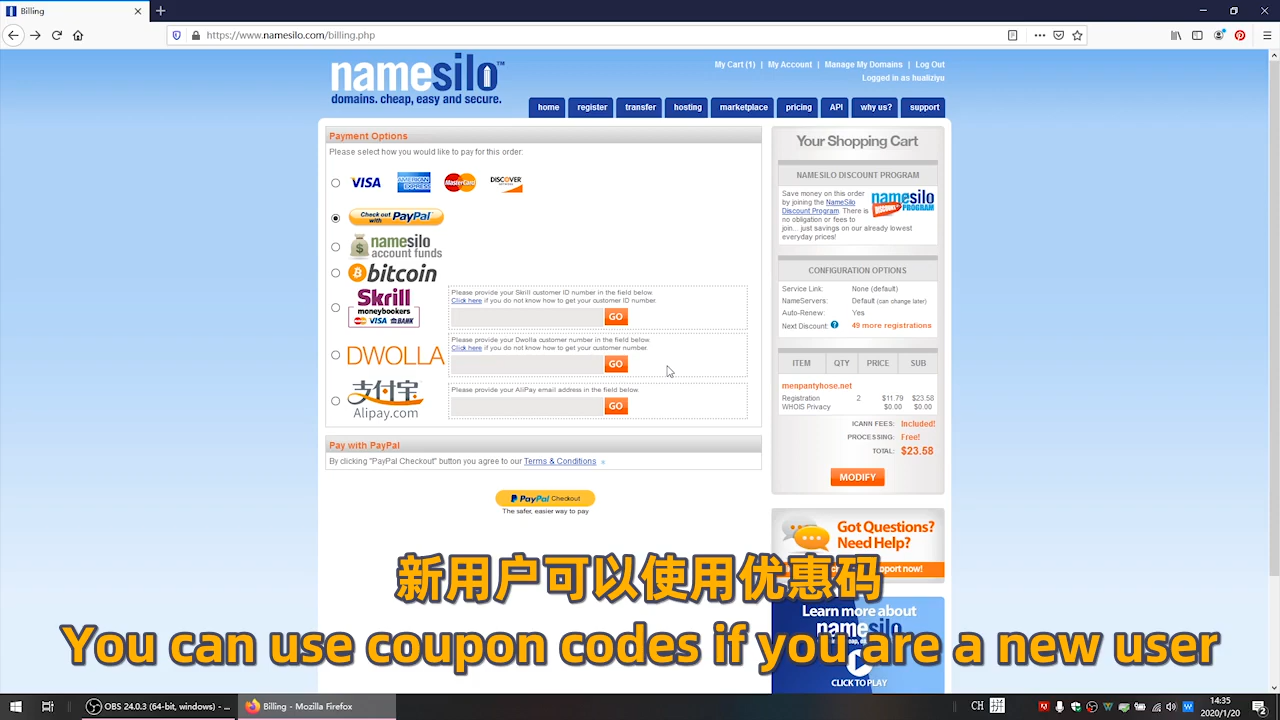 Billing
https://www.namesilo.com/billing.php
namesilo™
domains. cheap, easy and secure.
My Cart (1) | My Account | Manage My Domains | Log Out
Logged in as hualiziyu
home register transfer hosting marketplace pricing API why us? support
Payment Options
Please select how you would like to pay for this order:
VISA AMERICAN EXPRESS MasterCard DISCOVER
Check out with PayPal
namesilo
account funds
bitcoin
Skrill
moneybookers
VISA BANK
Please provide your Skrill customer ID number in the field below.
Click here if you do not know how to get your customer ID number.
GO
DWOLLA
Please provide your Dwolla customer number in the field below.
Click here if you do not know how to get your customer number.
GO
支付宝
Alipay.com
Please provide your AliPay email address in the field below.
GO
Pay with PayPal
By clicking "PayPal Checkout" button you agree to our Terms & Conditions
PayPal Checkout
The safer, easier way to pay
Your Shopping Cart
NAMESILO DISCOUNT PROGRAM
Save money on this order
by joining the NameSilo
Discount Program. There is
no obligation or fees to
join... just savings on our already lowest
everyday prices!
namesilo
DISCOUNT PROGRAM
CONFIGURATION OPTIONS
Service Link: None (default)
NameServers: Default (can change later)
Auto-Renew: Yes
Next Discount: ? 49 more registrations
ITEM QTY PRICE SUB
menpantyhose.net
Registration 2 $11.79 $23.58
WHOIS Privacy $0.00 $0.00
ICANN FEES: Included!
PROCESSING: Free!
TOTAL: $23.58
MODIFY
Got Questions?
Need Help?
port now!
Learn more about
namesilo
CLICK TO PLAY
新用户可以使用优惠码
You can use coupon codes if you are a new user
OBS 24.0.3 (64-bit, windows) - ...
Billing - Mozilla Firefox
CH
14:35
2020/1/20